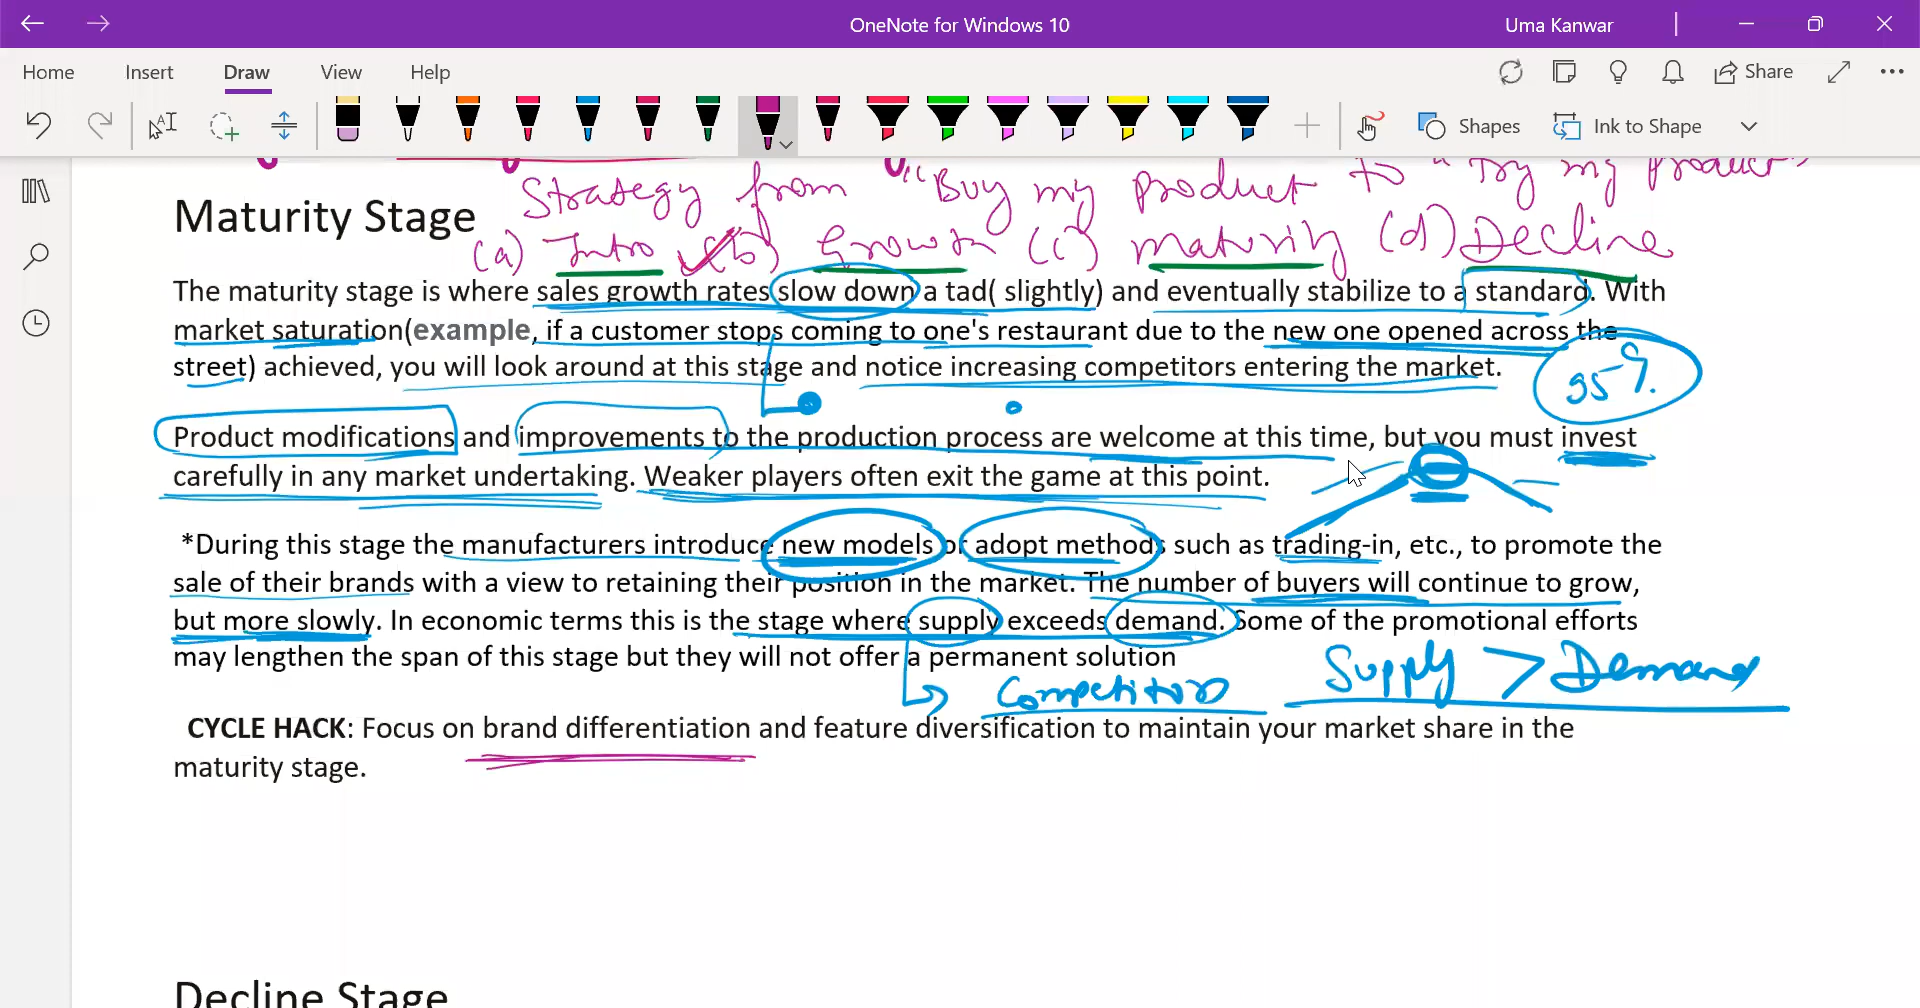 OneNote for Windows 10
Uma Kanwar
Home Insert Draw View Help
Share
Shapes Ink to Shape
to "Try my product"
Strategy from "Buy my product
Maturity Stage
(a) Intro (b) Growth (c) maturity (d) Decline
The maturity stage is where sales growth rates slow down a tad( slightly) and eventually stabilize to a standard. With
market saturation(example, if a customer stops coming to one's restaurant due to the new one opened across the
street) achieved, you will look around at this stage and notice increasing competitors entering the market.
Product modifications and improvements to the production process are welcome at this time, but you must invest
carefully in any market undertaking. Weaker players often exit the game at this point.
*During this stage the manufacturers introduce new models or adopt methods such as trading-in, etc., to promote the
sale of their brands with a view to retaining their position in the market. The number of buyers will continue to grow,
but more slowly. In economic terms this is the stage where supply exceeds demand. Some of the promotional efforts
may lengthen the span of this stage but they will not offer a permanent solution
Competitors
Supply > Demand
CYCLE HACK: Focus on brand differentiation and feature diversification to maintain your market share in the
maturity stage.
Decline Stage